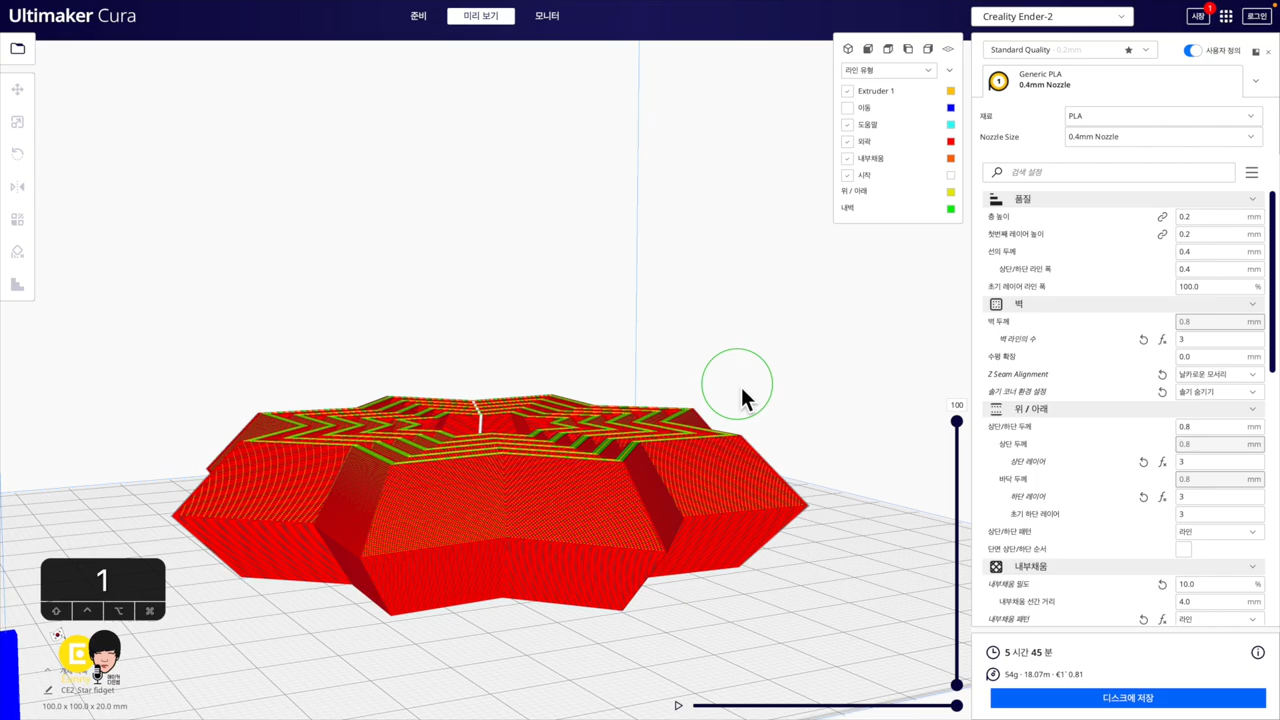 Ultimaker Cura
준비
미리 보기
모니터
Creality Ender-2
시장
1
로그인
Standard Quality - 0.2mm
사용자 정의
1
Generic PLA
0.4mm Nozzle
재료
PLA
Nozzle Size
0.4mm Nozzle
검색 설정
라인 유형
Extruder 1
이동
도움말
외곽
내부채움
시작
위 / 아래
내벽
품질
층 높이
0.2 mm
첫번째 레이어 높이
0.2 mm
선의 두께
0.4 mm
상단/하단 라인 폭
0.4 mm
초기 레이어 라인 폭
100.0 %
벽
벽 두께
0.8 mm
벽 라인의 수
3
수평 확장
0.0 mm
Z Seam Alignment
날카로운 모서리
솔기 코너 환경 설정
솔기 숨기기
위 / 아래
상단/하단 두께
0.8 mm
상단 두께
0.8 mm
상단 레이어
3
바닥 두께
0.8 mm
하단 레이어
3
초기 하단 레이어
3
상단/하단 패턴
라인
단면 상단/하단 순서
내부채움
내부채움 밀도
10.0 %
내부채움 선간 거리
4.0 mm
내부채움 패턴
라인
100
5 시간 45 분
54g · 18.07m · €1`0.81
디스크에 저장
1
CEZ Star fidget
100.0 x 100.0 x 20.0 mm